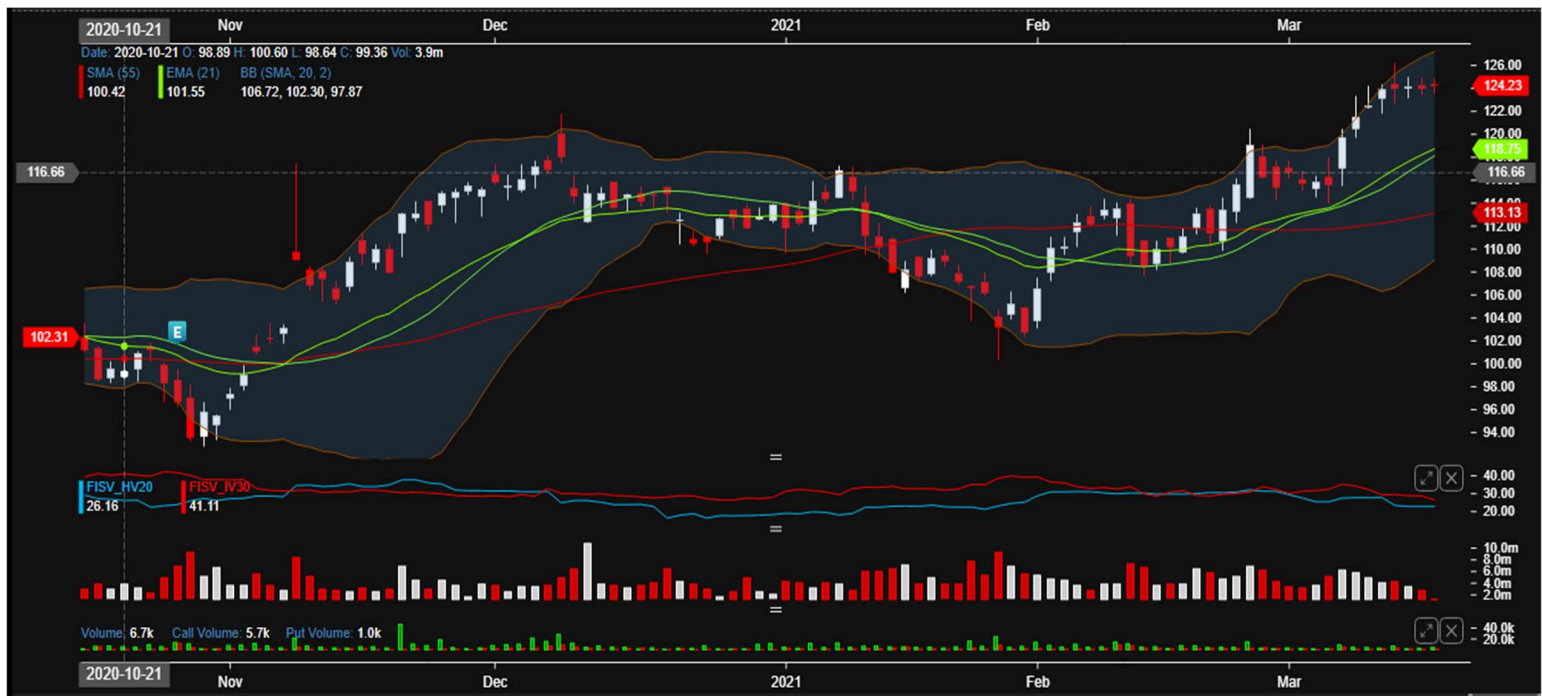 2020-10-21 Nov Dec 2021 Feb Mar
Date: 2020-10-21 O: 98.89 H: 100.60 L: 98.64 C: 99.36 Vol: 3.9m
SMA (55) EMA (21) BB (SMA, 20, 2)
100.42 101.55 106.72, 102.30, 97.87
126.00
124.23
122.00
120.00
118.75
116.66
116.66
114.00
113.13
112.00
110.00
108.00
106.00
104.00
102.31
102.00
E
100.00
98.00
96.00
94.00
FISV_HV20 FISV_IV30
26.16 41.11
40.00
30.00
20.00
10.0m
8.0m
6.0m
4.0m
2.0m
Volume: 6.7k Call Volume: 5.7k Put Volume: 1.0k
40.0k
20.0k
2020-10-21 Nov Dec 2021 Feb Mar